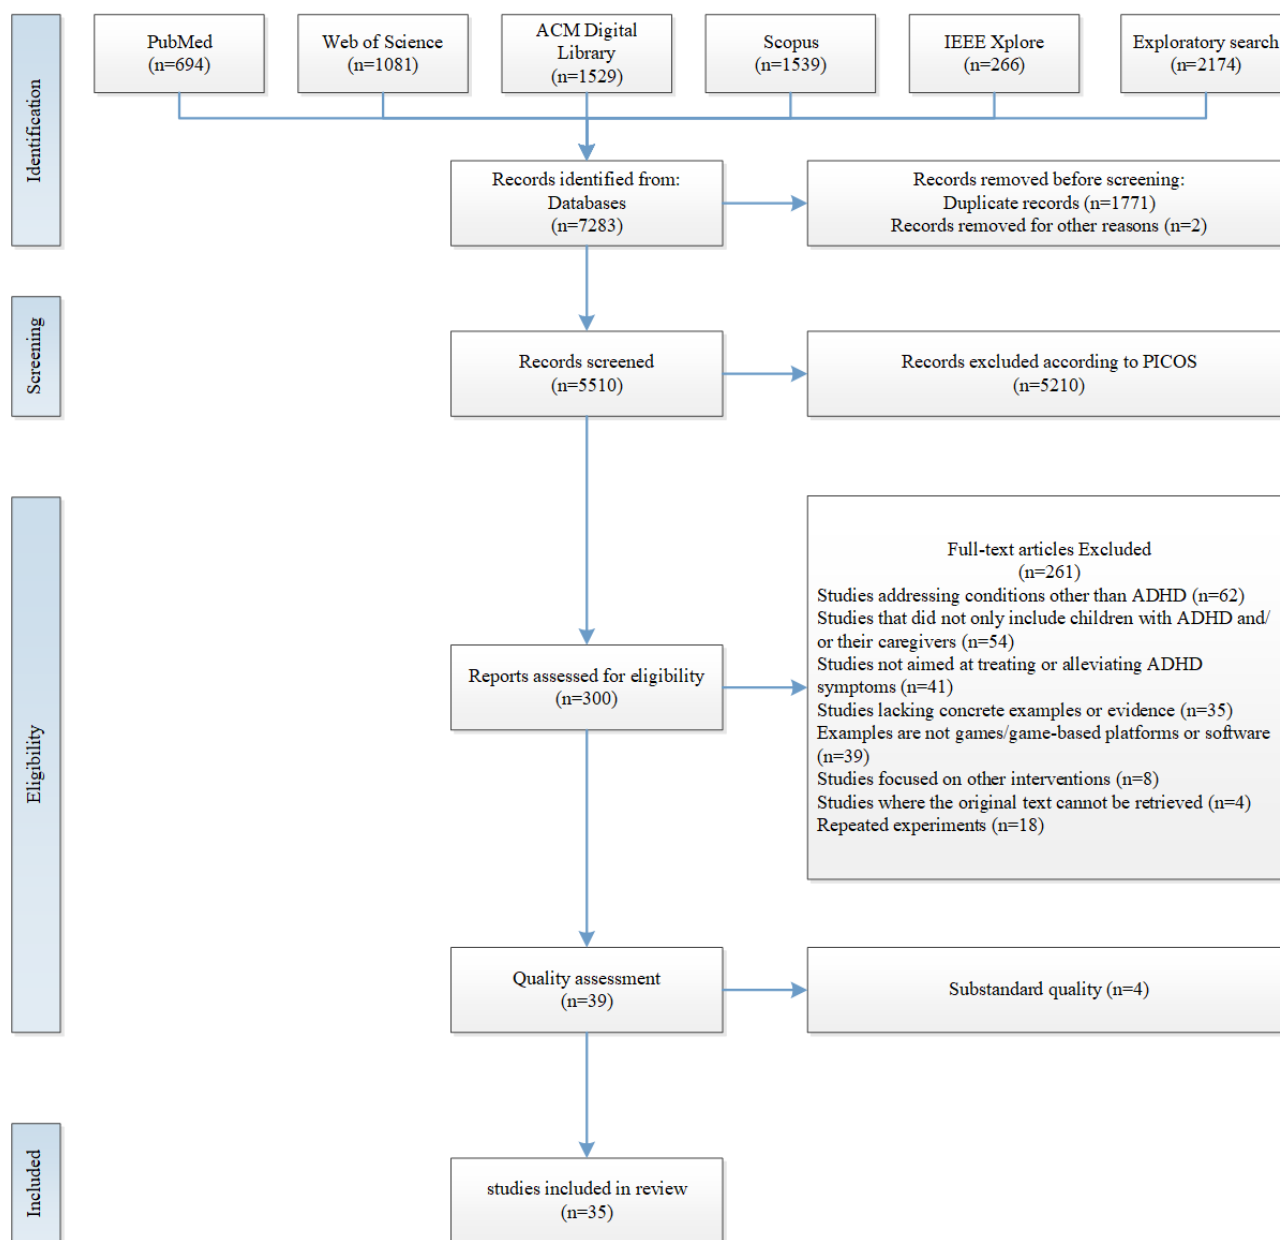 Identification
PubMed
(n=694)
Web of Science
(n=1081)
ACM Digital
Library
(n=1529)
Scopus
(n=1539)
IEEE Xplore
(n=266)
Exploratory search
(n=2174)
Records identified from:
Databases
(n=7283)
Records removed before screening:
Duplicate records (n=1771)
Records removed for other reasons (n=2)
Screening
Records screened
(n=5510)
Records excluded according to PICOS
(n=5210)
Eligibility
Reports assessed for eligibility
(n=300)
Full-text articles Excluded
(n=261)
Studies addressing conditions other than ADHD (n=62)
Studies that did not only include children with ADHD and/
or their caregivers (n=54)
Studies not aimed at treating or alleviating ADHD
symptoms (n=41)
Studies lacking concrete examples or evidence (n=35)
Examples are not games/game-based platforms or software
(n=39)
Studies focused on other interventions (n=8)
Studies where the original text cannot be retrieved (n=4)
Repeated experiments (n=18)
Quality assessment
(n=39)
Substandard quality (n=4)
Included
studies included in review
(n=35)